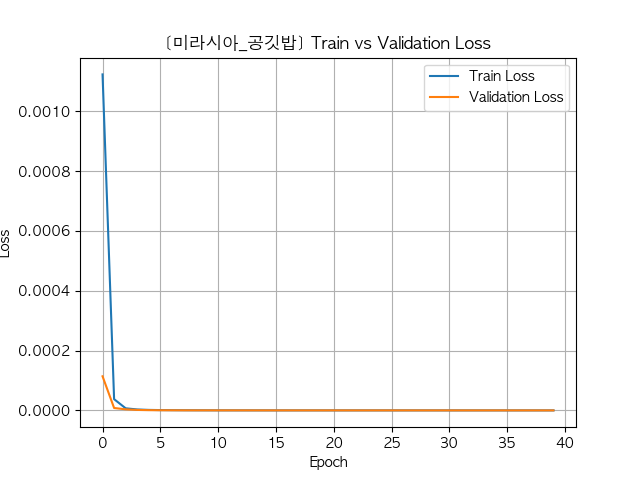 [미라시아_공깃밥] Train vs Validation Loss
Train Loss
Validation Loss
Loss
0.0010
0.0008
0.0006
0.0004
0.0002
0.0000
0 5 10 15 20 25 30 35 40
Epoch